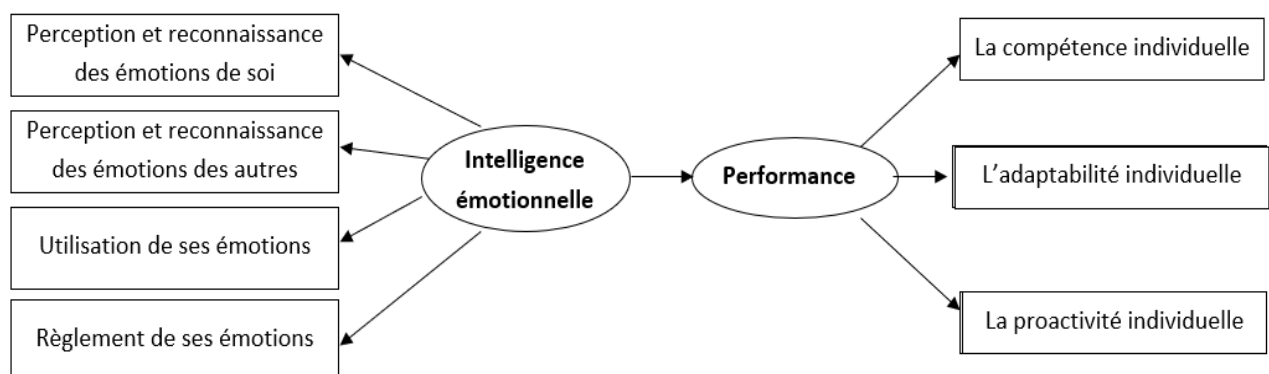 Perception et reconnaissance
des émotions de soi
Perception et reconnaissance
des émotions des autres
Utilisation de ses émotions
Règlement de ses émotions
Intelligence
émotionnelle
Performance
La compétence individuelle
L’adaptabilité individuelle
La proactivité individuelle